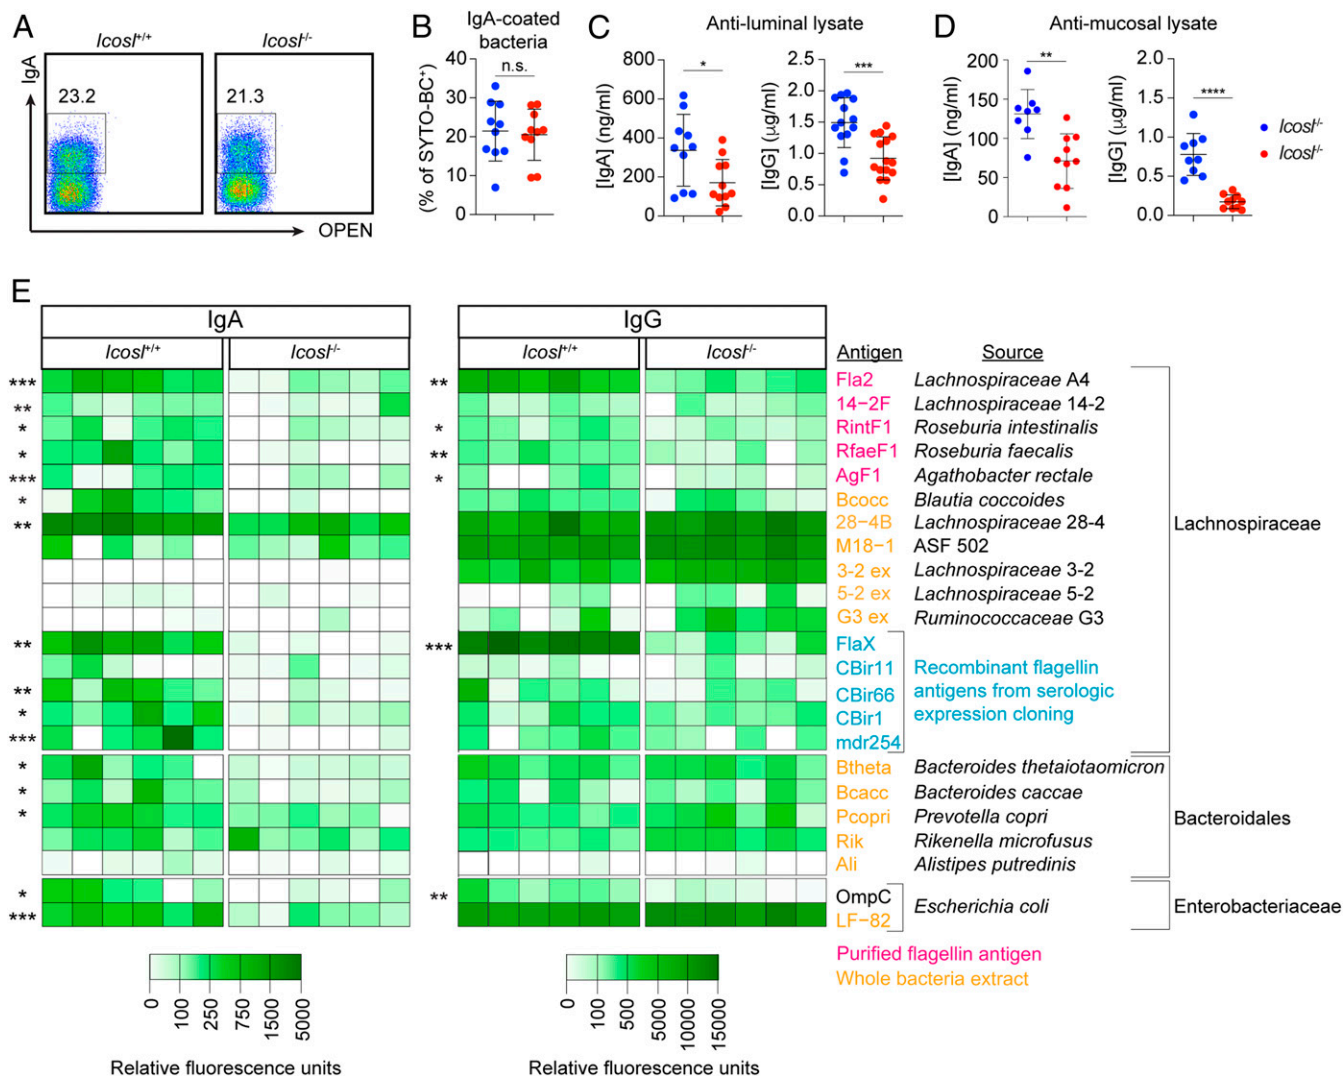 A
Icosl+/+
Icosl-/-
IgA
23.2
21.3
OPEN
B
IgA-coated
bacteria
(% of SYTO-BC+)
n.s.
40
30
20
10
0
C
Anti-luminal lysate
[IgA] (ng/ml)
*
800
600
400
200
0
[IgG] (µg/ml)
***
2.5
2.0
1.5
1.0
0.5
0.0
D
Anti-mucosal lysate
[IgA] (ng/ml)
**
200
150
100
50
0
[IgG] (µg/ml)
****
2.0
1.5
1.0
0.5
0.0
Icosl-/-
Icosl-/-
E
IgA
IgG
Icosl+/+ Icosl-/- Icosl+/+ Icosl-/-
Antigen Source
*** ** Fla2 Lachnospiraceae A4
** 14-2F Lachnospiraceae 14-2
* * RintF1 Roseburia intestinalis
* ** RfaeF1 Roseburia faecalis
*** * AgF1 Agathobacter rectale
* Bcocc Blautia coccoides
** 28-4B Lachnospiraceae 28-4
M18-1 ASF 502
3-2 ex Lachnospiraceae 3-2
5-2 ex Lachnospiraceae 5-2
G3 ex Ruminococcaceae G3
Lachnospiraceae
** *** FlaX
CBir11
** CBir66
* CBir1
*** mdr254
Recombinant flagellin
antigens from serologic
expression cloning
* Btheta Bacteroides thetaiotaomicron
* Bcacc Bacteroides caccae
* Pcopri Prevotella copri
Rik Rikenella microfusus
Ali Alistipes putredinis
Bacteroidales
* ** OmpC
*** LF-82
Escherichia coli
Enterobacteriaceae
Purified flagellin antigen
Whole bacteria extract
0 100 250 750 1500 5000
Relative fluorescence units
0 100 500 5000 10000 15000
Relative fluorescence units